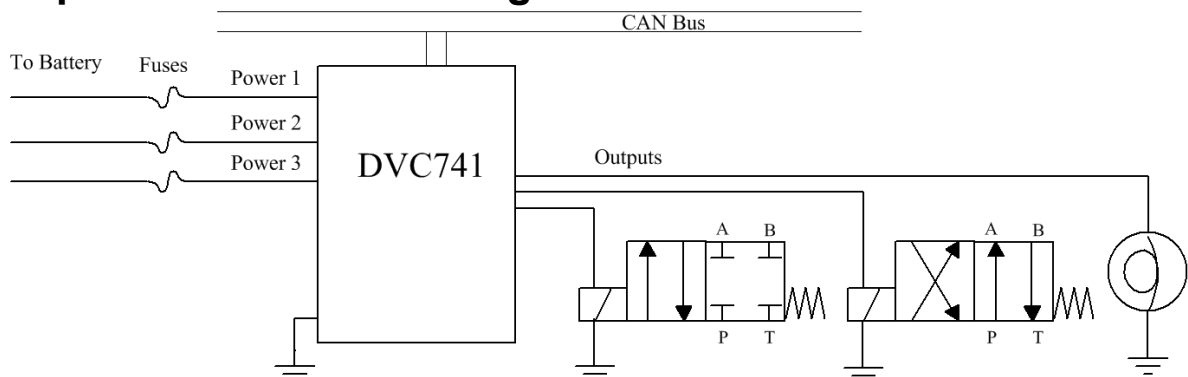 CAN Bus
To Battery
Fuses
Power 1
Power 2
Power 3
DVC741
Outputs
A B
A B
P T
P T